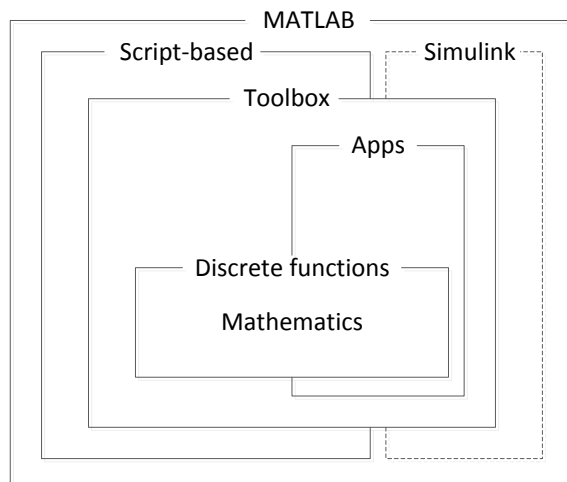 MATLAB
Script-based
Simulink
Toolbox
Apps
Discrete functions
Mathematics